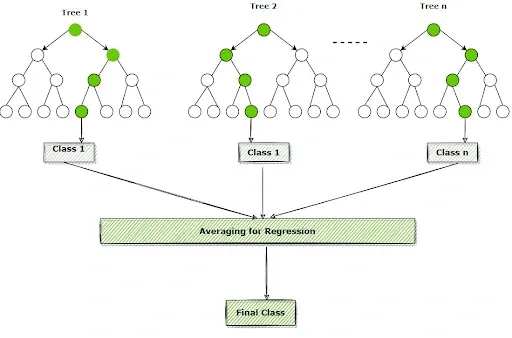 Tree 1
Tree 2
Tree n
Class 1
Class 1
Class n
Averaging for Regression
Final Class